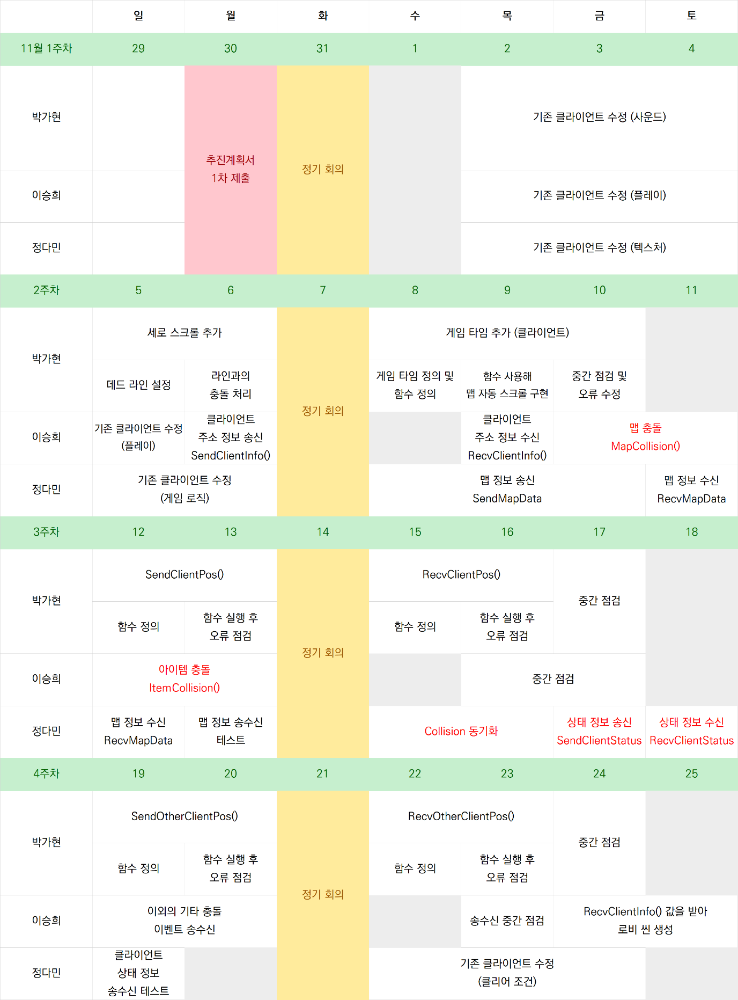 일 월 화 수 목 금 토
11월 1주차 29 30 31 1 2 3 4
박가현
기존 클라이언트 수정 (사운드)
추진계획서
1차 제출
정기 회의
이승희
기존 클라이언트 수정 (플레이)
정다민
기존 클라이언트 수정 (텍스처)
2주차 5 6 7 8 9 10 11
박가현
세로 스크롤 추가
게임 타임 추가 (클라이언트)
데드 라인 설정
라인과의
충돌 처리
게임 타임 정의 및
함수 정의
함수 사용해
맵 자동 스크롤 구현
중간 점검 및
오류 수정
정기 회의
이승희
기존 클라이언트 수정
(플레이)
클라이언트
주소 정보 송신
SendClientInfo()
클라이언트
주소 정보 수신
RecvClientInfo()
맵 충돌
MapCollision()
정다민
기존 클라이언트 수정
(게임 로직)
맵 정보 송신
SendMapData
맵 정보 수신
RecvMapData
3주차 12 13 14 15 16 17 18
박가현
SendClientPos()
RecvClientPos()
중간 점검
함수 정의
함수 실행 후
오류 점검
함수 정의
함수 실행 후
오류 점검
정기 회의
이승희
아이템 충돌
ItemCollision()
중간 점검
정다민
맵 정보 수신
RecvMapData
맵 정보 송수신
테스트
Collision 동기화
상태 정보 송신
SendClientStatus
상태 정보 수신
RecvClientStatus
4주차 19 20 21 22 23 24 25
박가현
SendOtherClientPos()
RecvOtherClientPos()
중간 점검
함수 정의
함수 실행 후
오류 점검
함수 정의
함수 실행 후
오류 점검
정기 회의
이승희
이외의 기타 충돌
이벤트 송수신
송수신 중간 점검
RecvClientInfo() 값을 받아
로비 씬 생성
정다민
클라이언트
상태 정보
송수신 테스트
기존 클라이언트 수정
(클리어 조건)